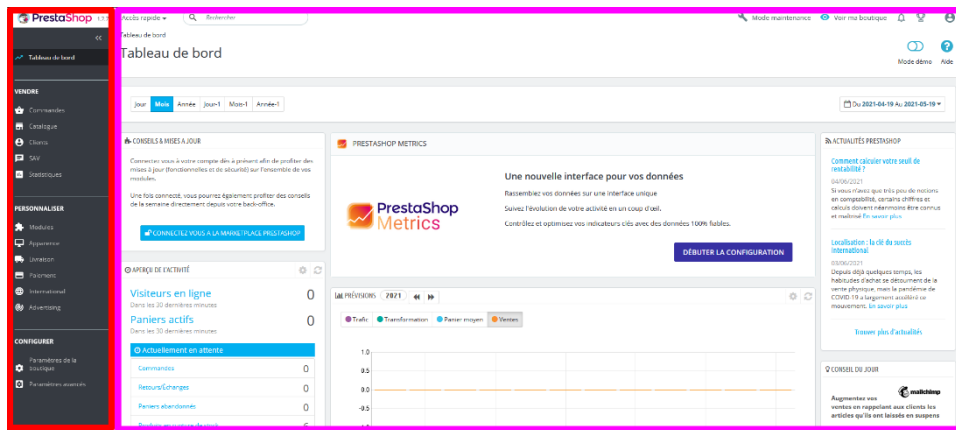 PrestaShop
Accès rapide
Rechercher
Mode maintenance
Voir ma boutique
«
Tableau de bord
VENDRE
Commandes
Catalogue
Clients
SAV
Statistiques
PERSONNALISER
Modules
Apparence
Livraison
Paiement
International
Advertising
CONFIGURER
Paramètres de la
boutique
Paramètres avancés
Tableau de bord
Tableau de bord
Mode démo
Aide
Jour Mois Année Jour-1 Mois-1 Année-1
Du 2021-04-19 Au 2021-05-19
CONSEILS & MISES A JOUR
Connectez vous à votre compte dès à présent afin de profiter des
mises à jour (fonctionnelles et de sécurité) sur l'ensemble de vos
modules.
Une fois connecté, vous pourrez également profiter des conseils
de la semaine directement depuis votre back-office.
CONNECTEZ VOUS A LA MARKETPLACE PRESTASHOP
APERÇU DE L'ACTIVITÉ
Visiteurs en ligne 0
Dans les 30 dernières minutes
Paniers actifs 0
Dans les 30 dernières minutes
Actuellement en attente
Commandes 0
Retours/Échanges 0
Paniers abandonnés 0
PRESTASHOP METRICS
PrestaShop
Metrics
Une nouvelle interface pour vos données
Rassemblez vos données sur une interface unique
Suivez l'évolution de votre activité en un coup d'œil.
Contrôlez et optimisez vos indicateurs clés avec des données 100% fiables.
DÉBUTER LA CONFIGURATION
PRÉVISIONS 2021
Trafic Transformation Panier moyen Ventes
1.0
0.5
0.0
-0.5
ACTUALITÉS PRESTASHOP
Comment calculer votre seuil de
rentabilité ?
04/06/2021
Si vous n'avez que très peu de notions
en comptabilité, certains chiffres et
calculs doivent néanmoins être connus
et maîtrisé En savoir plus
Localisation : la clé du succès
international
03/06/2021
Depuis déjà quelques temps, les
habitudes d'achat se détournent de la
vente physique, mais la pandémie de
COVID-19 a largement accéléré ce
mouvement. En savoir plus
Trouver plus d'actualités
CONSEIL DU JOUR
mailchimp
Augmentez vos
ventes en rappelant aux clients les
articles qu'ils ont laissés en suspens